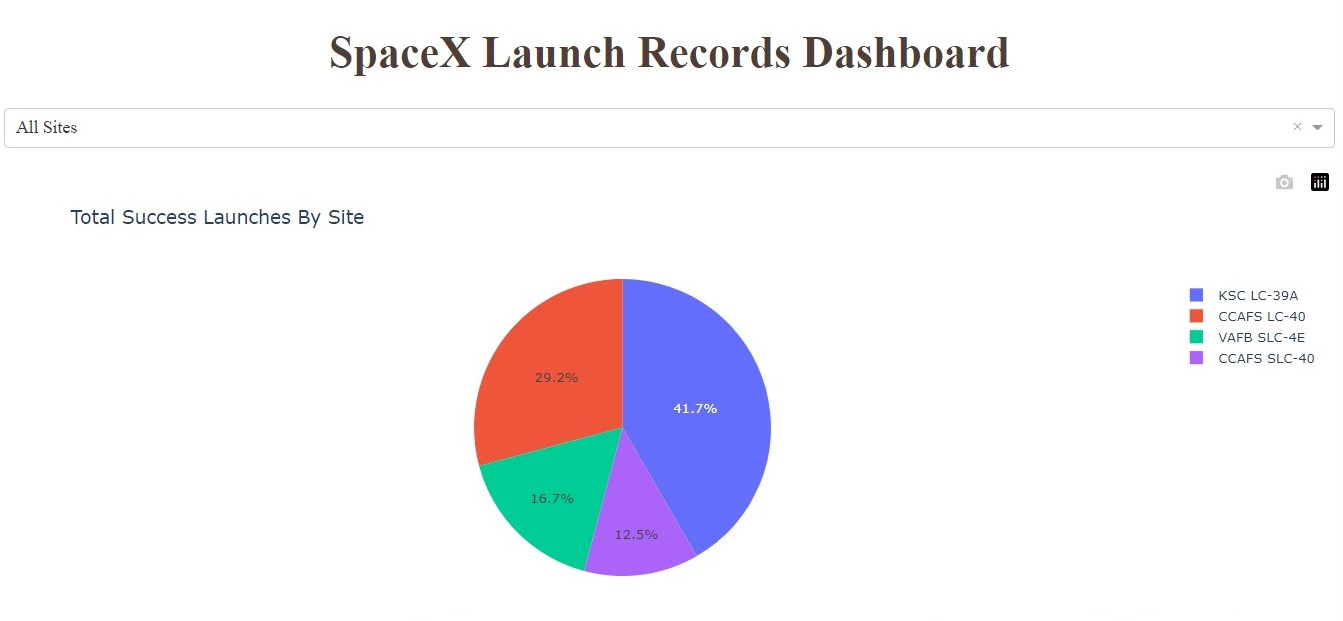 SpaceX Launch Records Dashboard
All Sites
Total Success Launches By Site
KSC LC-39A
CCAFS LC-40
VAFB SLC-4E
CCAFS SLC-40
29.2%
41.7%
16.7%
12.5%